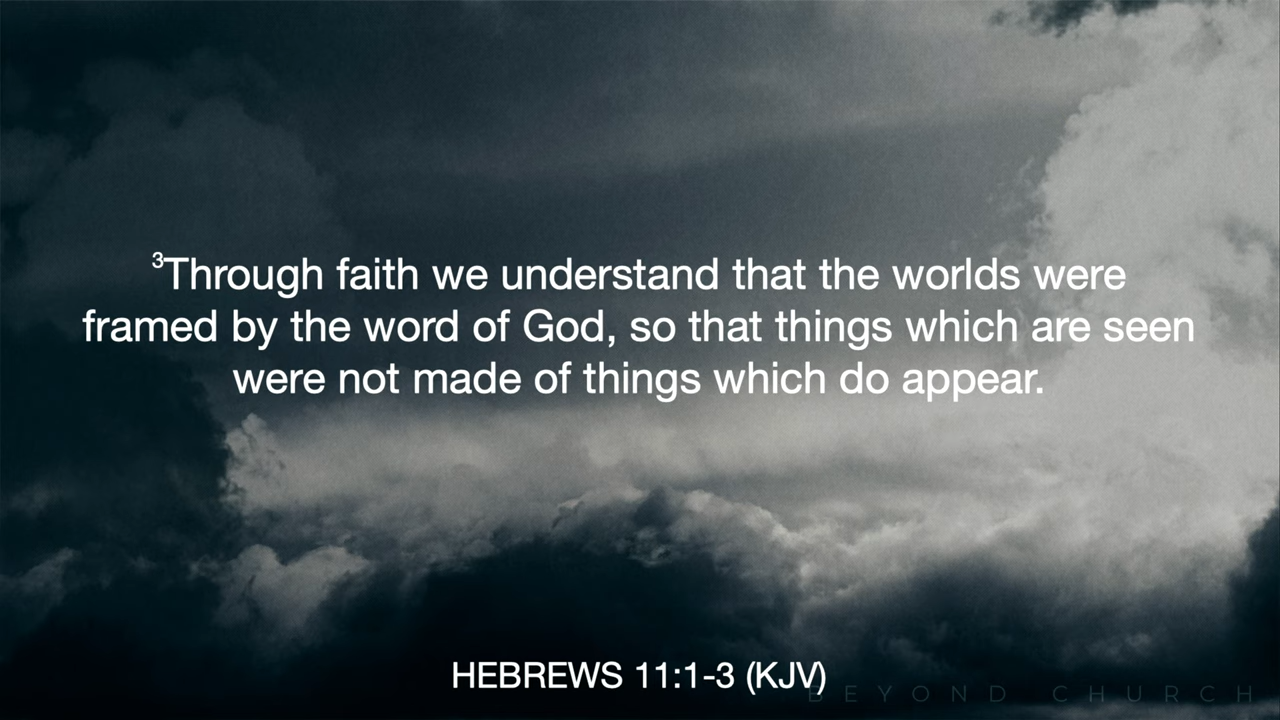 ³Through faith we understand that the worlds were
framed by the word of God, so that things which are seen
were not made of things which do appear.
HEBREWS 11:1-3 (KJV)
BEYOND CHURCH